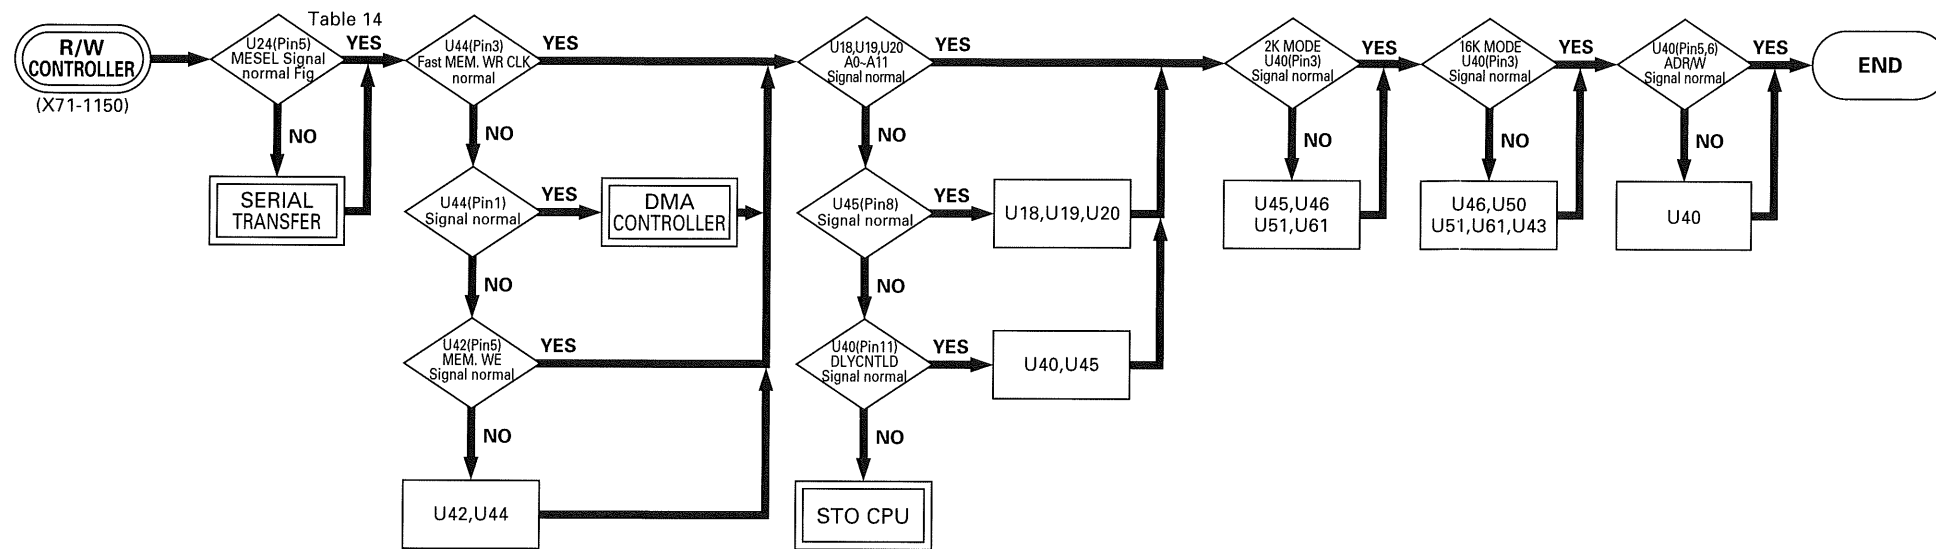 Table 14
R/W
CONTROLLER
(X71-1150)
U24(Pin5)
MESEL Signal
normal Fig
YES
NO
SERIAL
TRANSFER
U44(Pin3)
Fast MEM. WR CLK
normal
YES
NO
U44(Pin1)
Signal normal
YES
DMA
CONTROLLER
NO
U42(Pin5)
MEM. WE
Signal normal
YES
NO
U42,U44
U18,U19,U20
A0~A11
Signal normal
YES
NO
U45(Pin8)
Signal normal
YES
U18,U19,U20
NO
U40(Pin11)
DLYCNTLD
Signal normal
YES
U40,U45
NO
STO CPU
2K MODE
U40(Pin3)
Signal normal
YES
NO
U45,U46
U51,U61
16K MODE
U40(Pin3)
Signal normal
YES
NO
U46,U50
U51,U61,U43
U40(Pin5,6)
ADR/W
Signal normal
YES
NO
U40
END